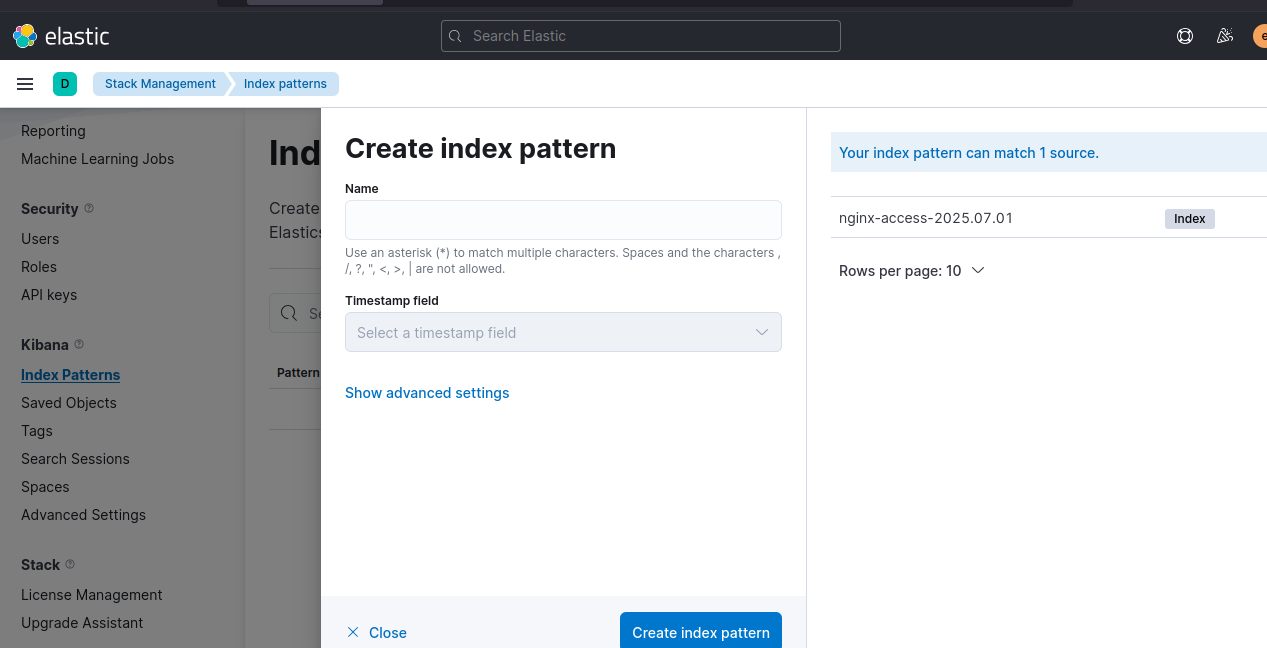 elastic
Search Elastic
e
D
Stack Management
Index patterns
Reporting
Machine Learning Jobs
Security
Users
Roles
API keys
Kibana
Index Patterns
Saved Objects
Tags
Search Sessions
Spaces
Advanced Settings
Stack
License Management
Upgrade Assistant
Ind
Create
Elastics
Se
Pattern
Create index pattern
Name
Use an asterisk (*) to match multiple characters. Spaces and the characters ,
/, ?, ", <, >, | are not allowed.
Timestamp field
Select a timestamp field
Show advanced settings
Close
Create index pattern
Your index pattern can match 1 source.
nginx-access-2025.07.01
Index
Rows per page: 10